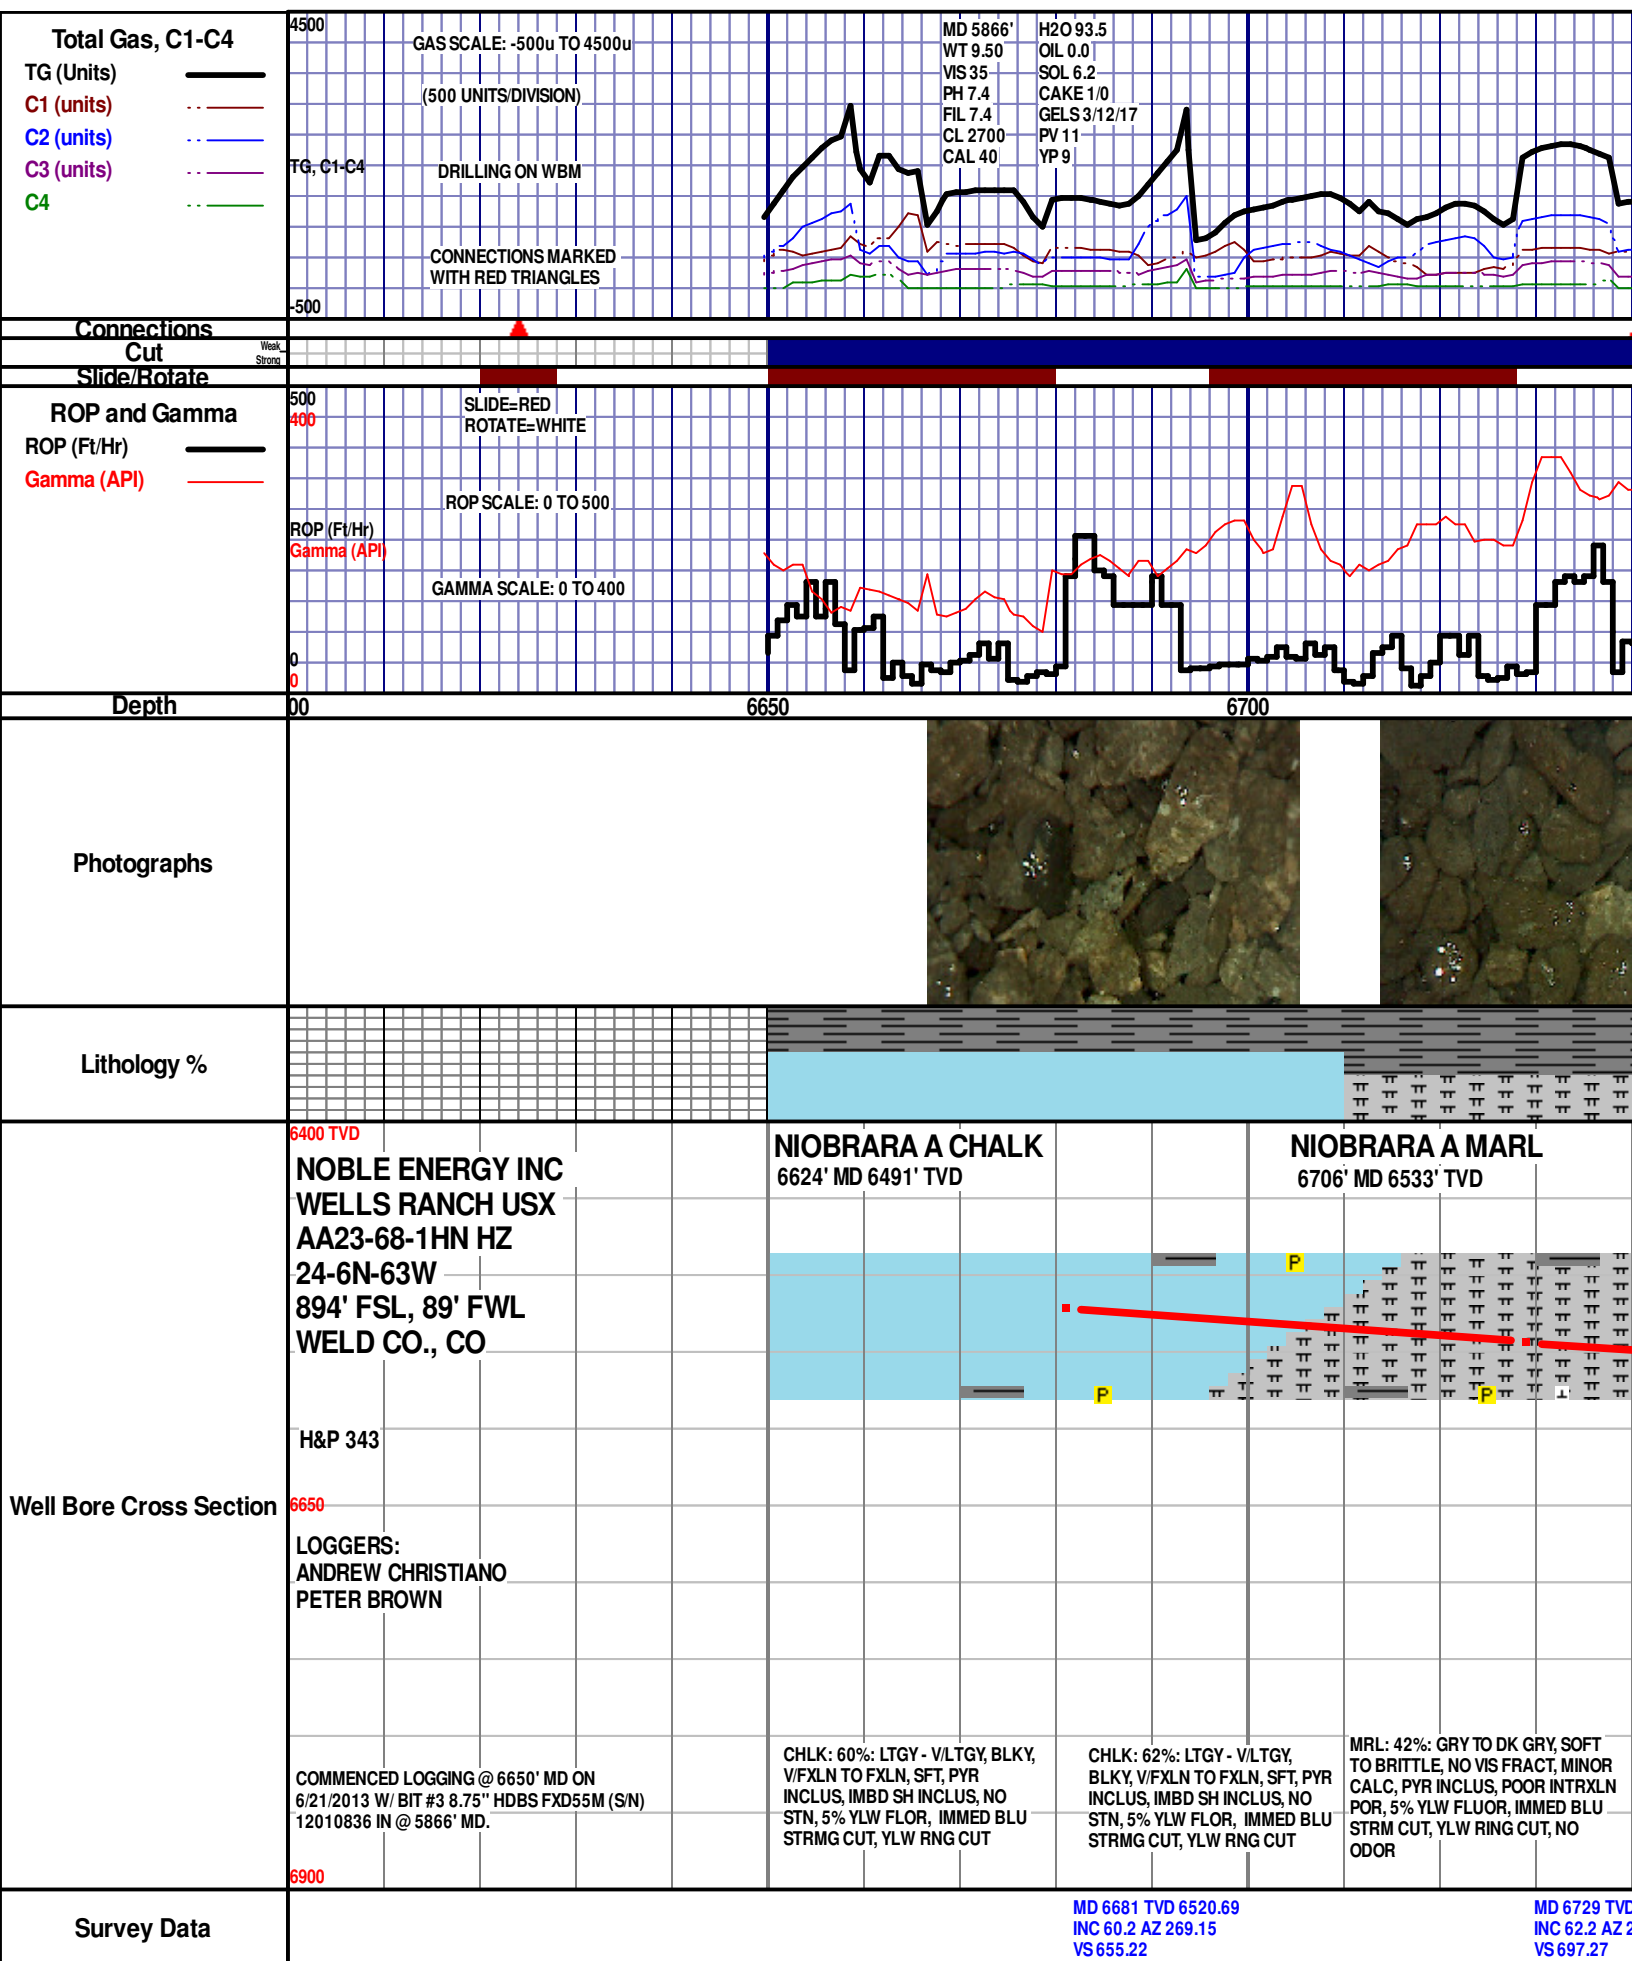 Total Gas, C1-C4
TG (Units)
C1 (units)
C2 (units)
C3 (units)
C4
4500
TG, C1-C4
-500
GAS SCALE: -500u TO 4500u
(500 UNITS/DIVISION)
DRILLING ON WBM
CONNECTIONS MARKED
WITH RED TRIANGLES
MD 5866'
WT 9.50
VIS 35
PH 7.4
FIL 7.4
CL 2700
CAL 40
H2O 93.5
OIL 0.0
SOL 6.2
CAKE 1/0
GELS 3/12/17
PV 11
YP 9
Connections
Cut
Weak
Strong
Slide/Rotate
ROP and Gamma
ROP (Ft/Hr)
Gamma (API)
500
400
ROP (Ft/Hr)
Gamma (API)
0
0
SLIDE=RED
ROTATE=WHITE
ROP SCALE: 0 TO 500
GAMMA SCALE: 0 TO 400
Depth
00
6650
6700
Photographs
Lithology %
Well Bore Cross Section
6400 TVD
NOBLE ENERGY INC
WELLS RANCH USX
AA23-68-1HN HZ
24-6N-63W
894' FSL, 89' FWL
WELD CO., CO
H&P 343
6650
LOGGERS:
ANDREW CHRISTIANO
PETER BROWN
COMMENCED LOGGING @ 6650' MD ON
6/21/2013 W/ BIT #3 8.75" HDBS FXD55M (S/N)
12010836 IN @ 5866' MD.
6900
NIOBRARA A CHALK
6624' MD 6491' TVD
NIOBRARA A MARL
6706' MD 6533' TVD
P
P
P
CHLK: 60%: LTGY - V/LTGY, BLKY,
V/FXLN TO FXLN, SFT, PYR
INCLUS, IMBD SH INCLUS, NO
STN, 5% YLW FLOR, IMMED BLU
STRMG CUT, YLW RNG CUT
CHLK: 62%: LTGY - V/LTGY,
BLKY, V/FXLN TO FXLN, SFT, PYR
INCLUS, IMBD SH INCLUS, NO
STN, 5% YLW FLOR, IMMED BLU
STRMG CUT, YLW RNG CUT
MRL: 42%: GRY TO DK GRY, SOFT
TO BRITTLE, NO VIS FRACT, MINOR
CALC, PYR INCLUS, POOR INTRXLN
POR, 5% YLW FLUOR, IMMED BLU
STRM CUT, YLW RING CUT, NO
ODOR
Survey Data
MD 6681 TVD 6520.69
INC 60.2 AZ 269.15
VS 655.22
MD 6729 TVD
INC 62.2 AZ 2
VS 697.27